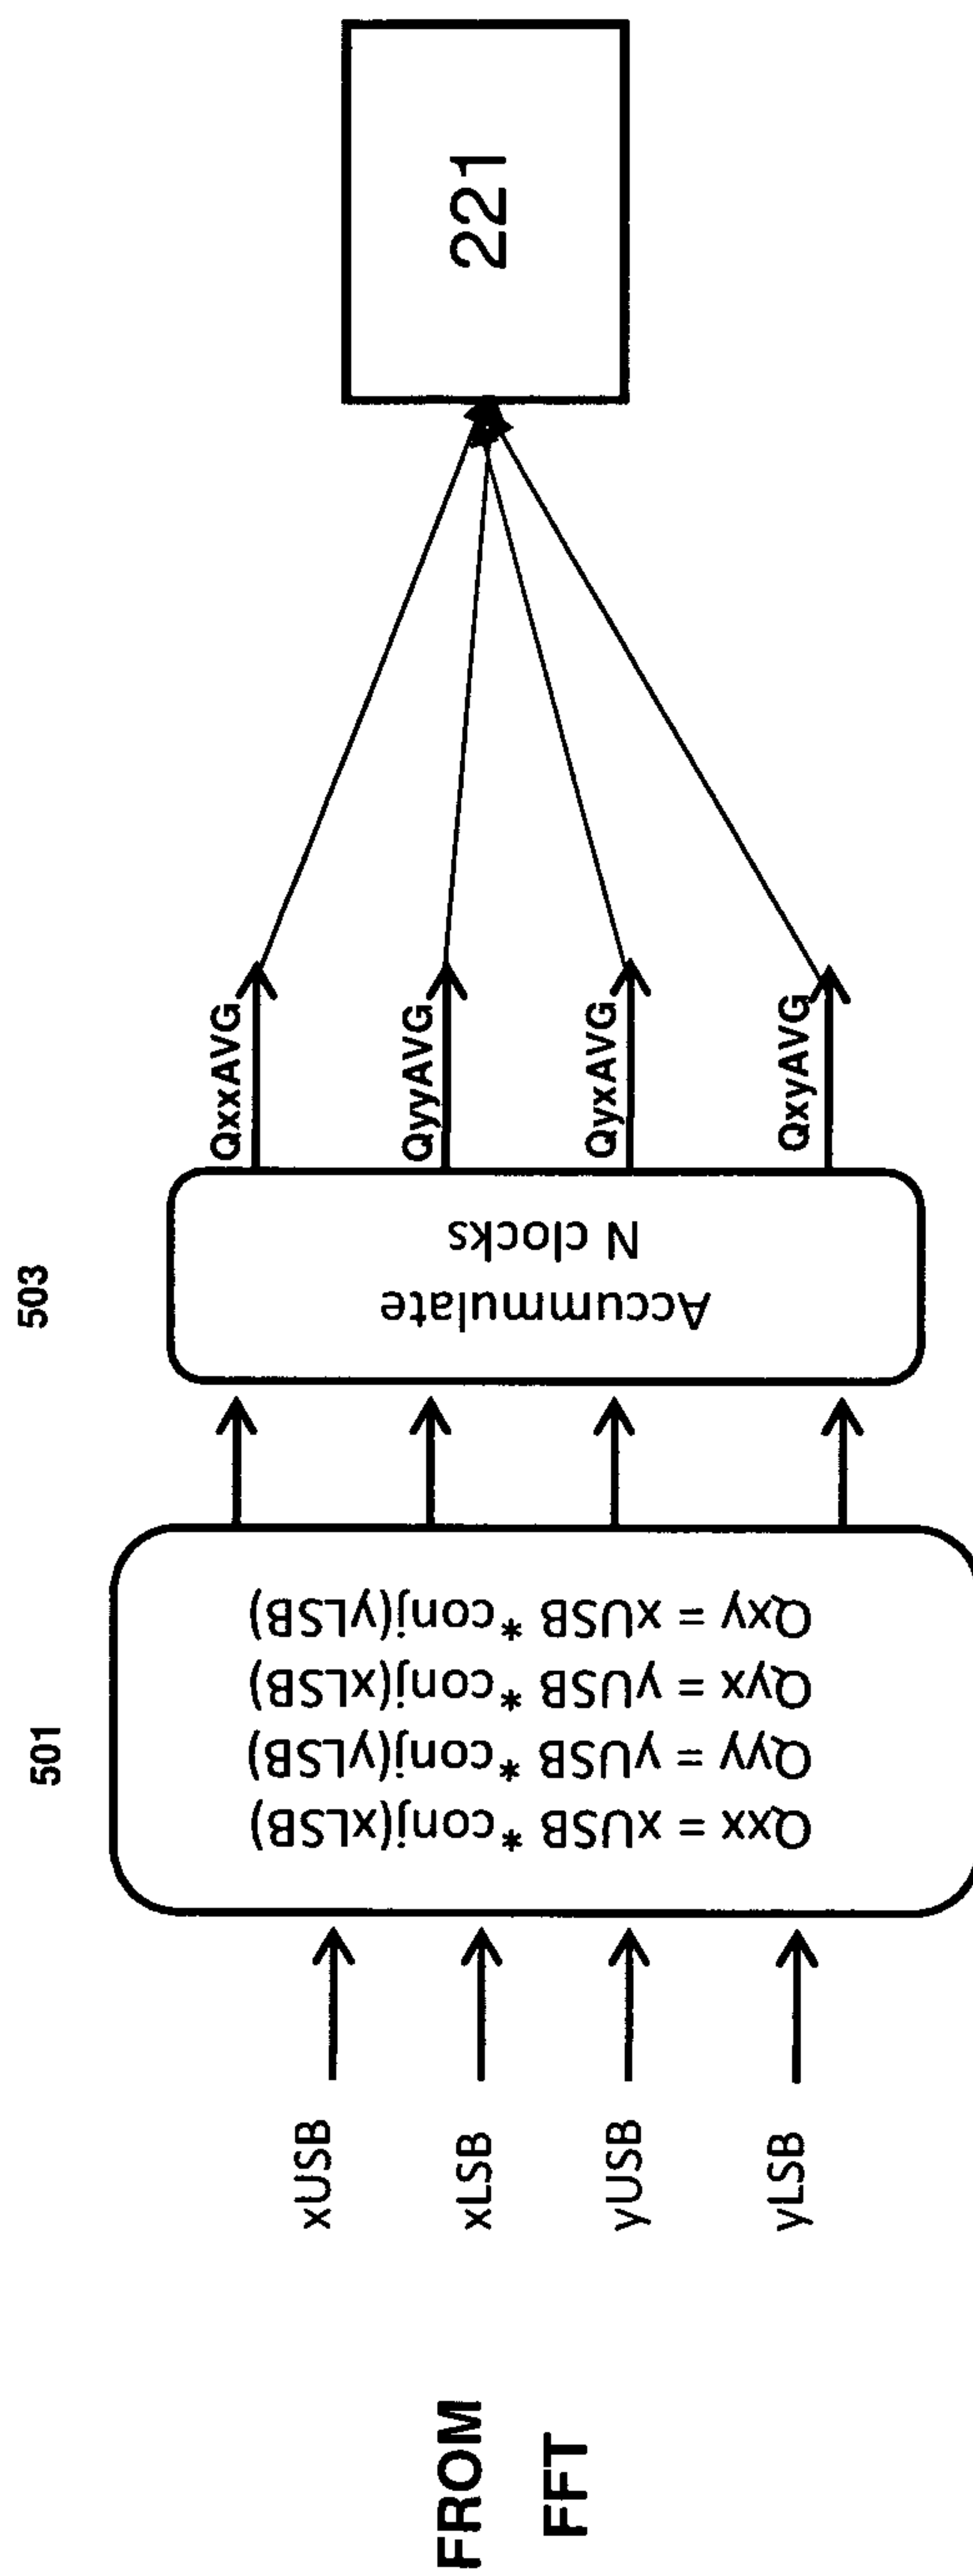 FROM
FFT
xUSB
xLSB
yUSB
yLSB
501
Qxx = xUSB *conj(xLSB)
Qyy = yUSB *conj(yLSB)
Qyx = yUSB *conj(xLSB)
Qxy = xUSB *conj(yLSB)
503
Accummulate
N clocks
QxxAVG
QyyAVG
QyxAVG
QxyAVG
221